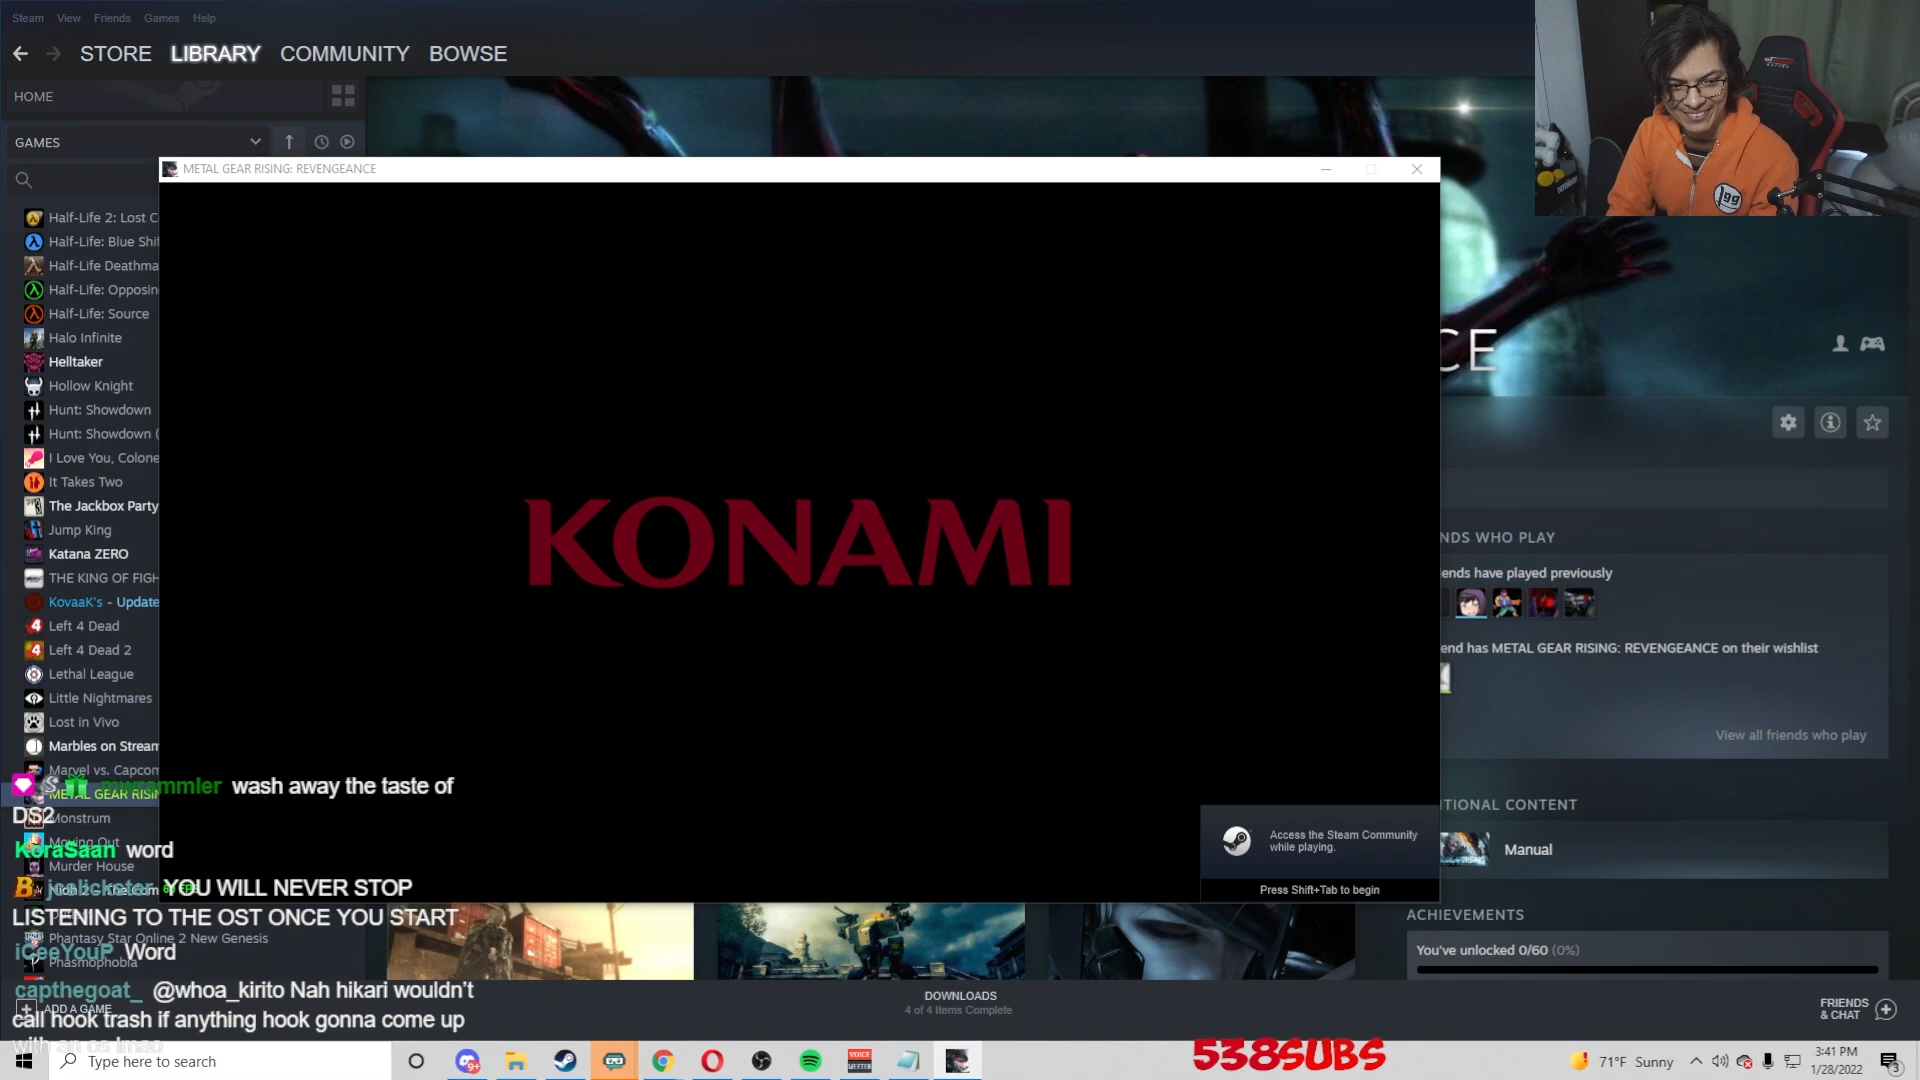 Steam View Friends Games Help
STORE LIBRARY COMMUNITY BOWSE
HOME
GAMES
METAL GEAR RISING: REVENGEANCE
Half-Life 2: Lost C
Half-Life: Blue Shi
Half-Life Deathma
Half-Life: Opposin
Half-Life: Source
Halo Infinite
Helltaker
Hollow Knight
Hunt: Showdown
Hunt: Showdown (
I Love You, Colone
It Takes Two
The Jackbox Party
Jump King
Katana ZERO
THE KING OF FIGH
KovaaK's - Update
Left 4 Dead
Left 4 Dead 2
Lethal League
Little Nightmares
Lost in Vivo
Marbles on Stream
Marvel vs. Capcom
METAL GEAR RISIN
Monstrum
Moving Out
Murder House
Phantasy Star Online 2 New Genesis
Phasmophobia
ADD A GAME
KONAMI
mwrammler wash away the taste of
DS2
KoraSaan word
jcslickster YOU WILL NEVER STOP
LISTENING TO THE OST ONCE YOU START
iCeeYouP Word
capthegoat_ @whoa_kirito Nah hikari wouldn't
call hook trash if anything hook gonna come up
Access the Steam Community
while playing.
Press Shift+Tab to begin
CE
NDS WHO PLAY
ends have played previously
end has METAL GEAR RISING: REVENGEANCE on their wishlist
View all friends who play
TIONAL CONTENT
Manual
ACHIEVEMENTS
You've unlocked 0/60 (0%)
DOWNLOADS
4 of 4 Items Complete
FRIENDS
& CHAT
538SUBS
Type here to search
71°F Sunny
3:41 PM
1/28/2022